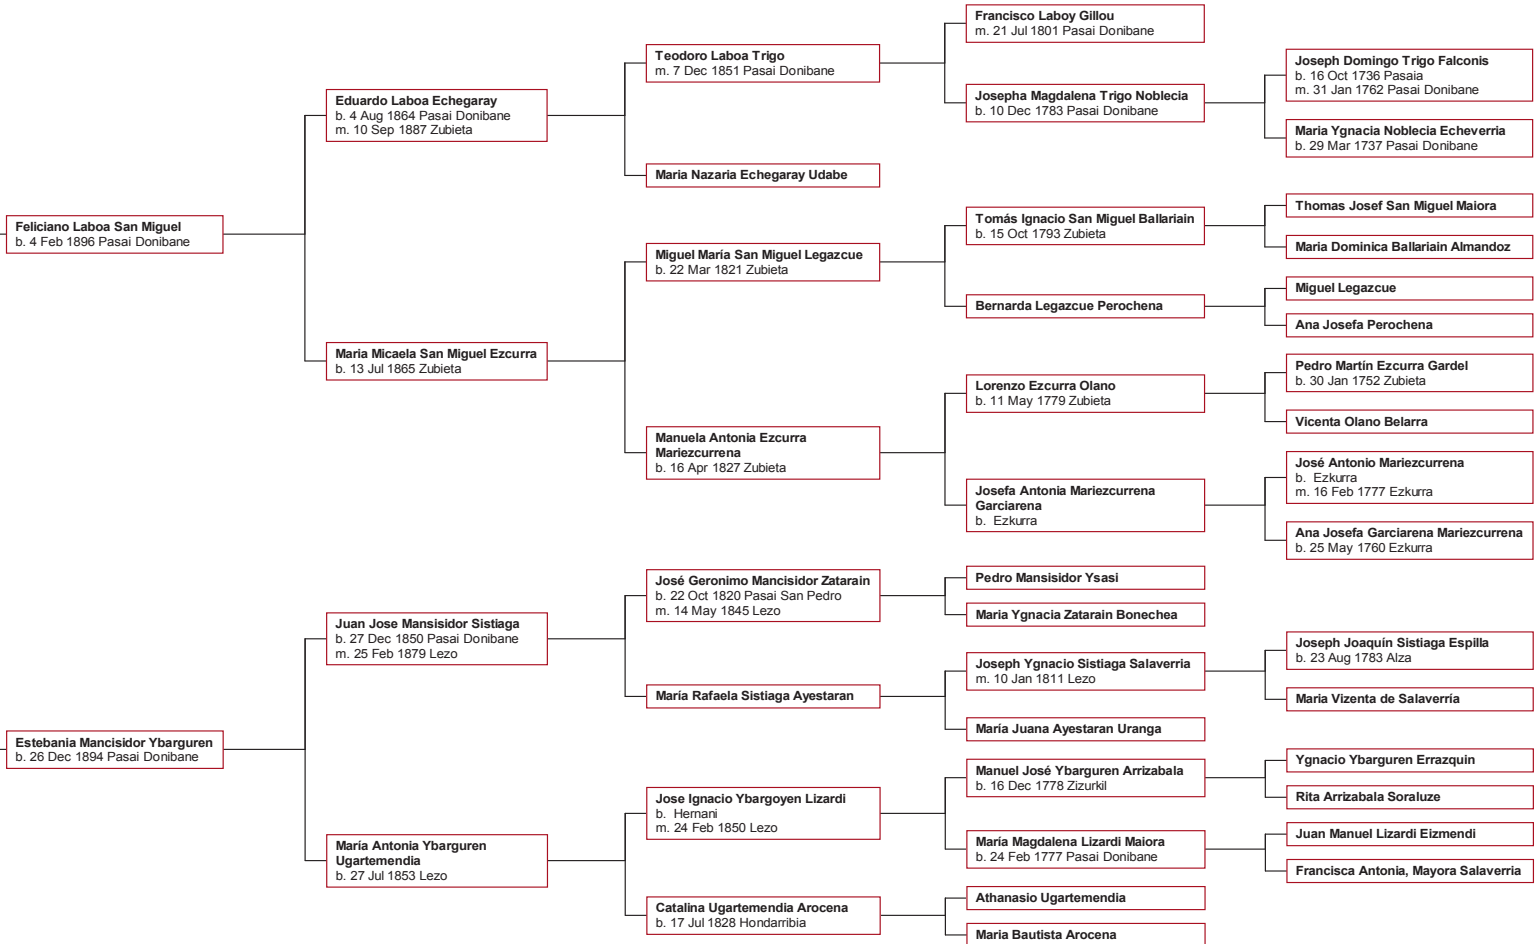 Feliciano Laboa San Miguel
b. 4 Feb 1896 Pasai Donibane
Estebania Mancisidor Ybarguren
b. 26 Dec 1894 Pasai Donibane
Eduardo Laboa Echegaray
b. 4 Aug 1864 Pasai Donibane
m. 10 Sep 1887 Zubieta
Maria Micaela San Miguel Ezcurra
b. 13 Jul 1865 Zubieta
Juan Jose Mansisidor Sistiaga
b. 27 Dec 1850 Pasai Donibane
m. 25 Feb 1879 Lezo
María Antonia Ybarguren
Ugartemendia
b. 27 Jul 1853 Lezo
Teodoro Laboa Trigo
m. 7 Dec 1851 Pasai Donibane
Maria Nazaria Echegaray Udabe
Miguel María San Miguel Legazcue
b. 22 Mar 1821 Zubieta
Manuela Antonia Ezcurra
Mariezcurrena
b. 16 Apr 1827 Zubieta
José Geronimo Mancisidor Zatarain
b. 22 Oct 1820 Pasai San Pedro
m. 14 May 1845 Lezo
María Rafaela Sistiaga Ayestaran
Jose Ignacio Ybargoyen Lizardi
b. Hernani
m. 24 Feb 1850 Lezo
Catalina Ugartemendia Arocena
b. 17 Jul 1828 Hondarribia
Francisco Laboy Gillou
m. 21 Jul 1801 Pasai Donibane
Josepha Magdalena Trigo Noblecia
b. 10 Dec 1783 Pasai Donibane
Tomás Ignacio San Miguel Ballariain
b. 15 Oct 1793 Zubieta
Bernarda Legazcue Perochena
Lorenzo Ezcurra Olano
b. 11 May 1779 Zubieta
Josefa Antonia Mariezcurrena
Garciarena
b. Ezkurra
Pedro Mansisidor Ysasi
Maria Ygnacia Zatarain Bonechea
Joseph Ygnacio Sistiaga Salaverria
m. 10 Jan 1811 Lezo
María Juana Ayestaran Uranga
Manuel José Ybarguren Arrizabala
b. 16 Dec 1778 Zizurkil
María Magdalena Lizardi Maiora
b. 24 Feb 1777 Pasai Donibane
Athanasio Ugartemendia
Maria Bautista Arocena
Joseph Domingo Trigo Falconis
b. 16 Oct 1736 Pasaia
m. 31 Jan 1762 Pasai Donibane
Maria Ygnacia Noblecia Echeverria
b. 29 Mar 1737 Pasai Donibane
Thomas Josef San Miguel Maiora
Maria Dominica Ballariain Almandoz
Miguel Legazcue
Ana Josefa Perochena
Pedro Martín Ezcurra Gardel
b. 30 Jan 1752 Zubieta
Vicenta Olano Belarra
José Antonio Mariezcurrena
b. Ezkurra
m. 16 Feb 1777 Ezkurra
Ana Josefa Garciarena Mariezcurrena
b. 25 May 1760 Ezkurra
Joseph Joaquín Sistiaga Espilla
b. 23 Aug 1783 Alza
Maria Vizenta de Salaverría
Ygnacio Ybarguren Errazquin
Rita Arrizabala Soraluze
Juan Manuel Lizardi Eizmendi
Francisca Antonia, Mayora Salaverria